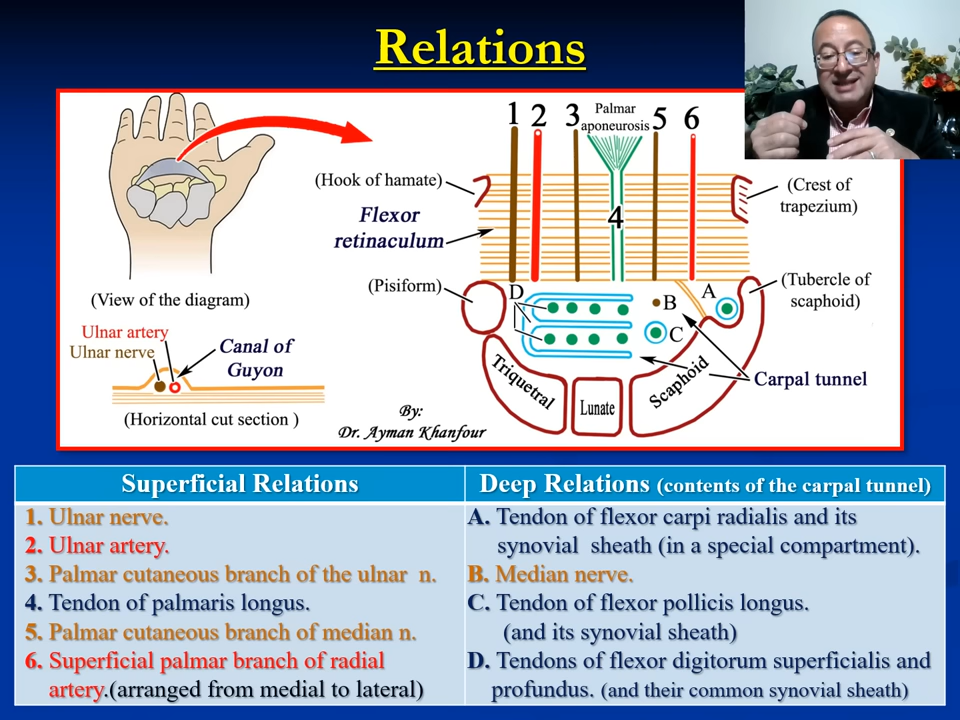 Relations
1 2 3 Palmar aponeurosis 5 6
(Hook of hamate)
(Crest of
trapezium)
Flexor
retinaculum
4
(Pisiform)
D
B
A
C
(Tubercle of
scaphoid)
(View of the diagram)
Ulnar artery
Ulnar nerve
Canal of
Guyon
(Horizontal cut section )
Triquetral
Lunate
Scaphoid
Carpal tunnel
By:
Dr. Ayman Khanfour
Superficial Relations
1. Ulnar nerve.
2. Ulnar artery.
3. Palmar cutaneous branch of the ulnar n.
4. Tendon of palmaris longus.
5. Palmar cutaneous branch of median n.
6. Superficial palmar branch of radial
artery.(arranged from medial to lateral)
Deep Relations (contents of the carpal tunnel)
A. Tendon of flexor carpi radialis and its
synovial sheath (in a special compartment).
B. Median nerve.
C. Tendon of flexor pollicis longus.
(and its synovial sheath)
D. Tendons of flexor digitorum superficialis and
profundus. (and their common synovial sheath)